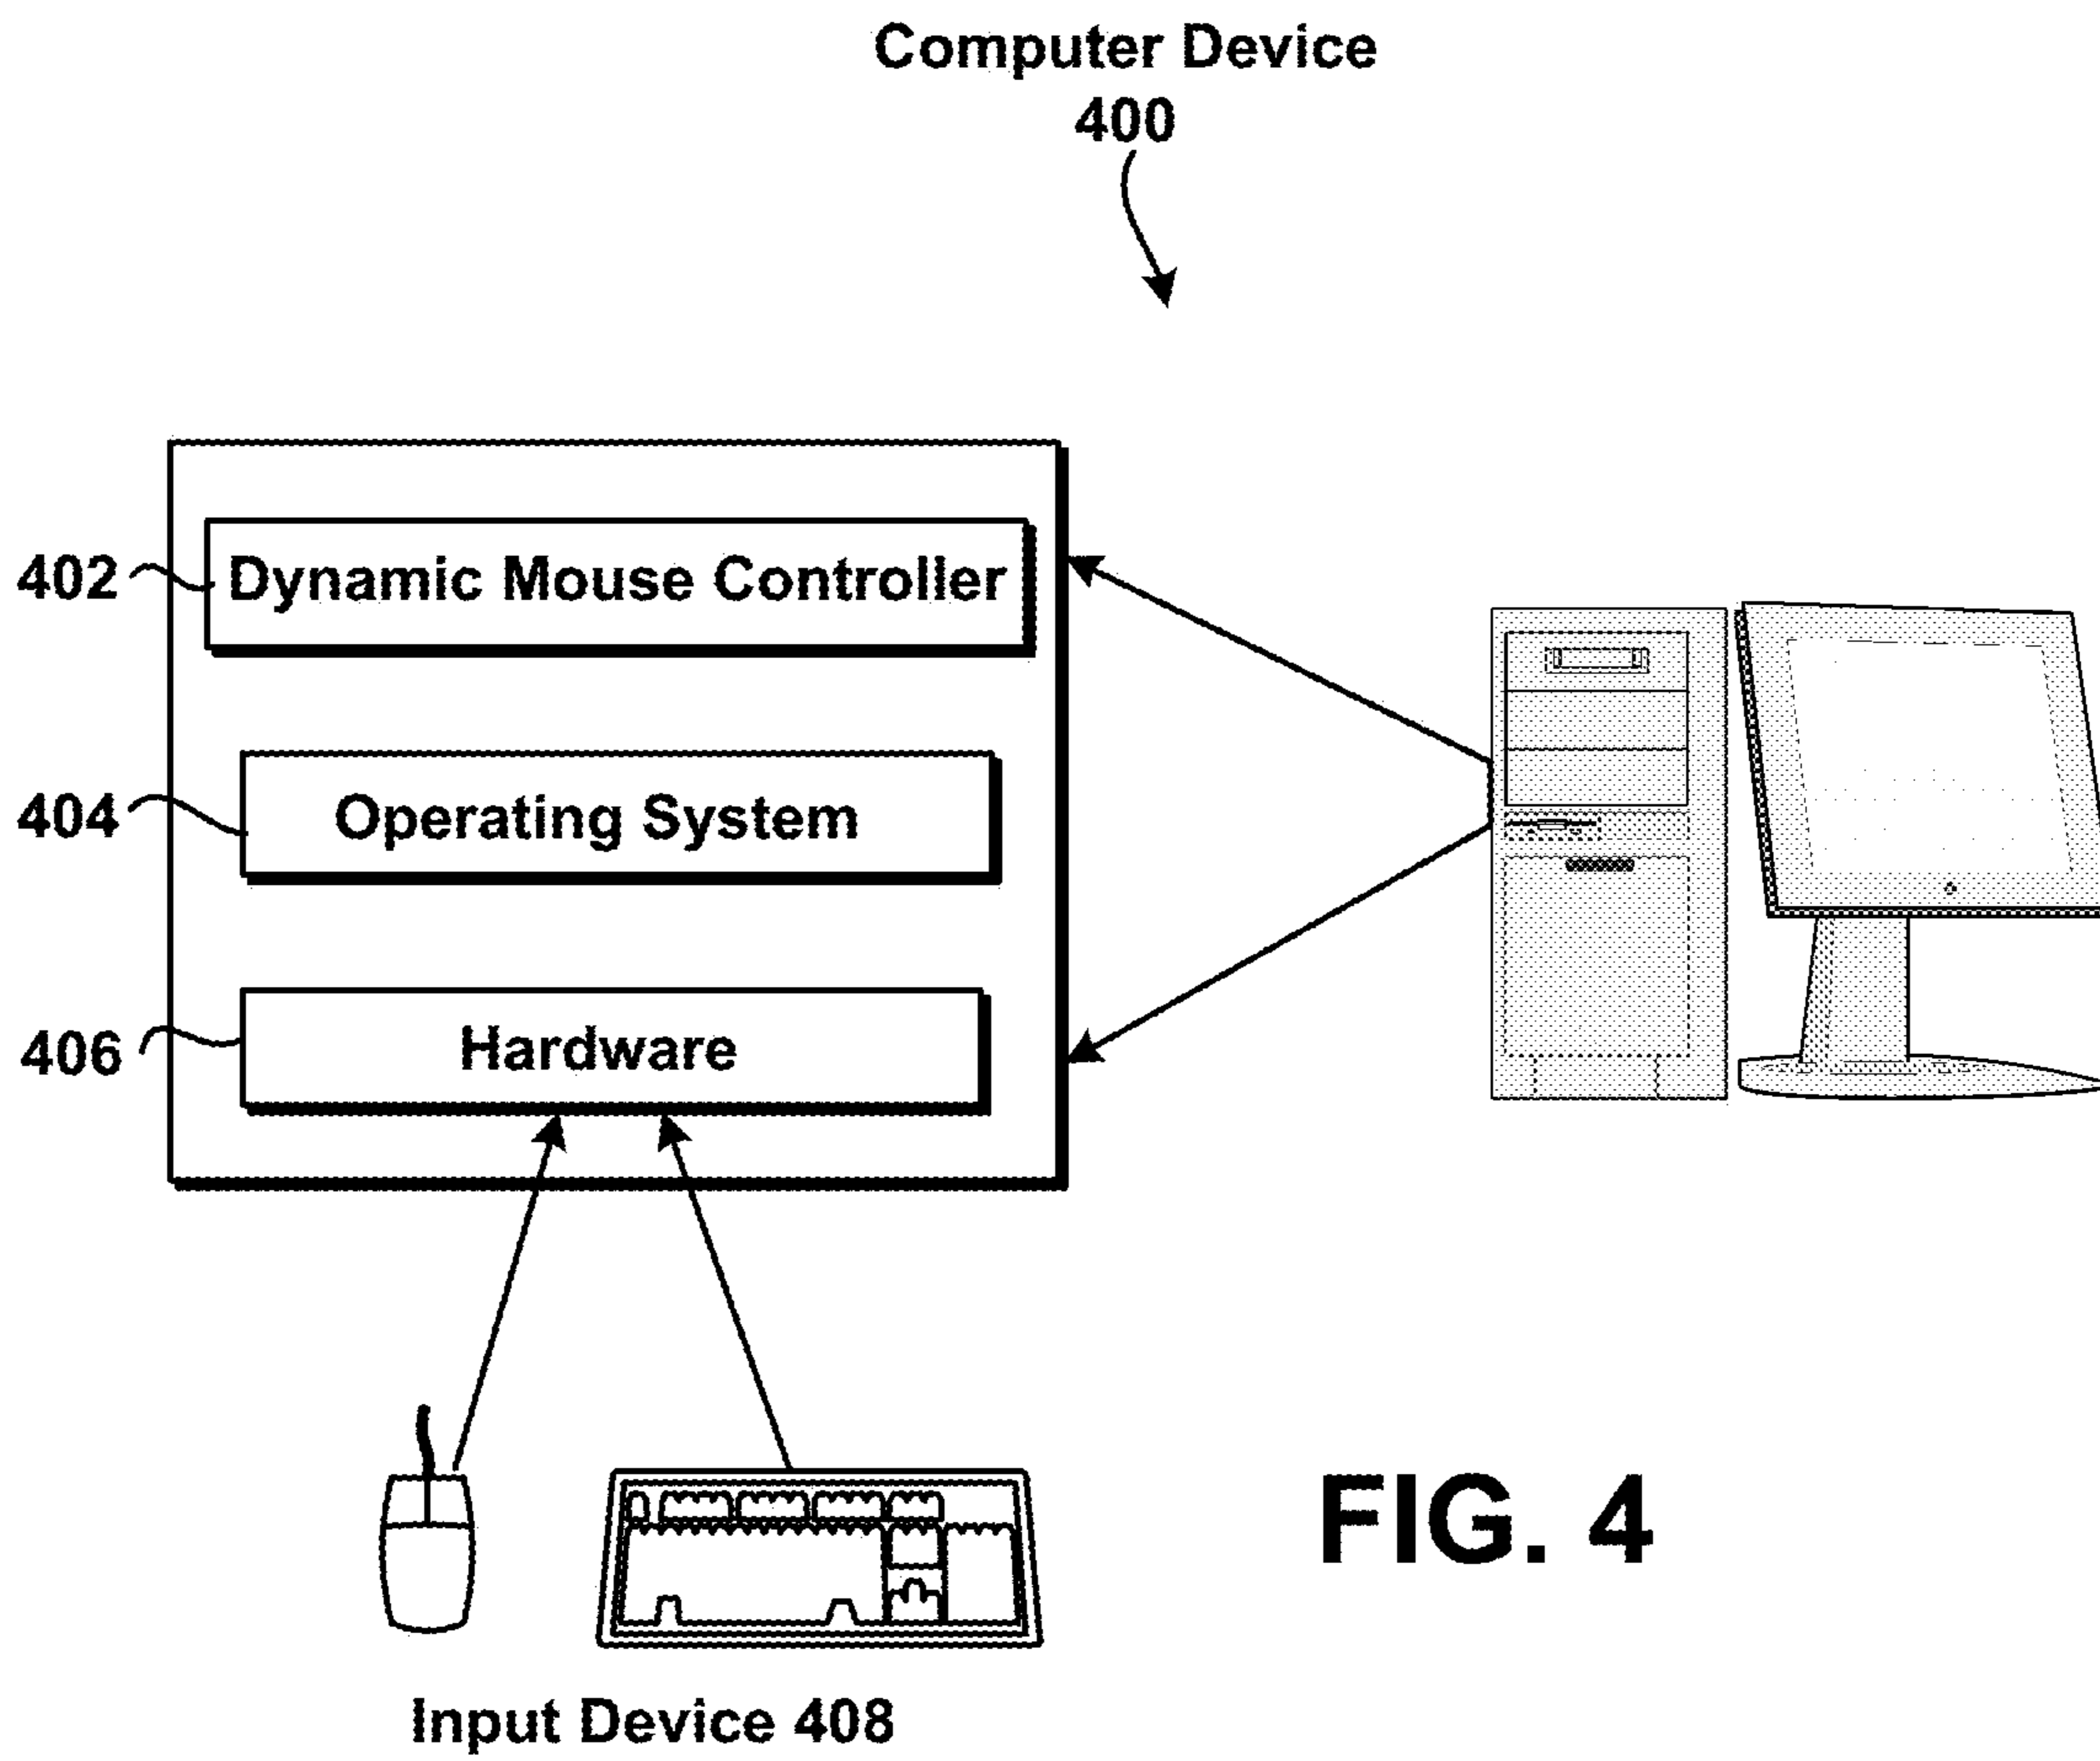 Computer Device
400
402
Dynamic Mouse Controller
404
Operating System
406
Hardware
Input Device 408
FIG. 4